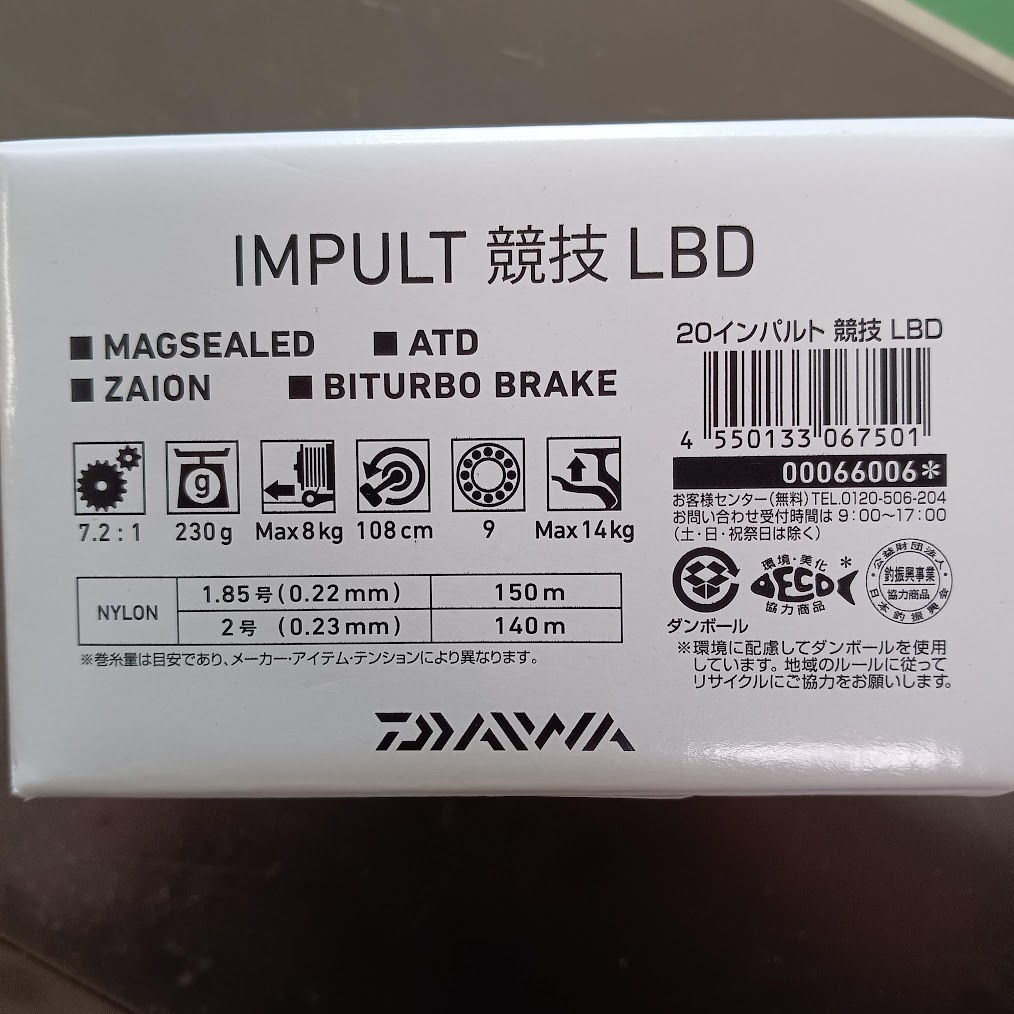 IMPULT 競技 LBD
■ MAGSEALED ■ ATD
■ ZAION ■ BITURBO BRAKE
g
7.2:1 230g Max8kg 108cm 9 Max14kg
NYLON
1.85号(0.22mm) 150m
2号 (0.23mm) 140m
※巻糸量は目安であり、メーカー・アイテム・テンションにより異なります。
DAIWA
20インパルト 競技 LBD
4 550133 067501
00066006*
お客様センター(無料)TEL.0120-506-204
お問い合わせ受付時間は 9:00〜17:00
(土・日・祝祭日は除く)
環境・美化*
DECO
協力商品
公益財団法人
釣振興事業
協力商品
日本釣振興会
ダンボール
※環境に配慮してダンボールを使用
しています。地域のルールに従って
リサイクルにご協力をお願いします。